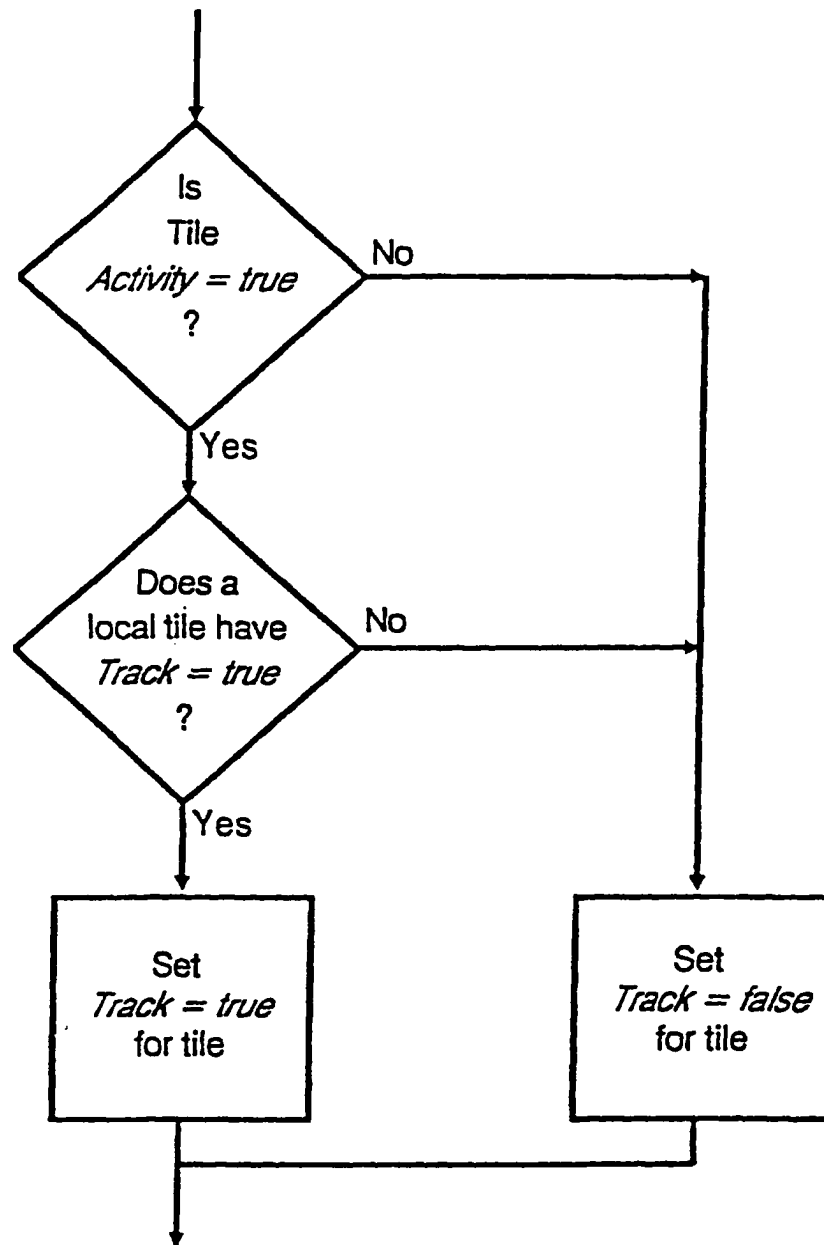 Is
Tile
Activity = true
?
No
Yes
Does a
local tile have
Track = true
?
No
Yes
Set
Track = true
for tile
Set
Track = false
for tile